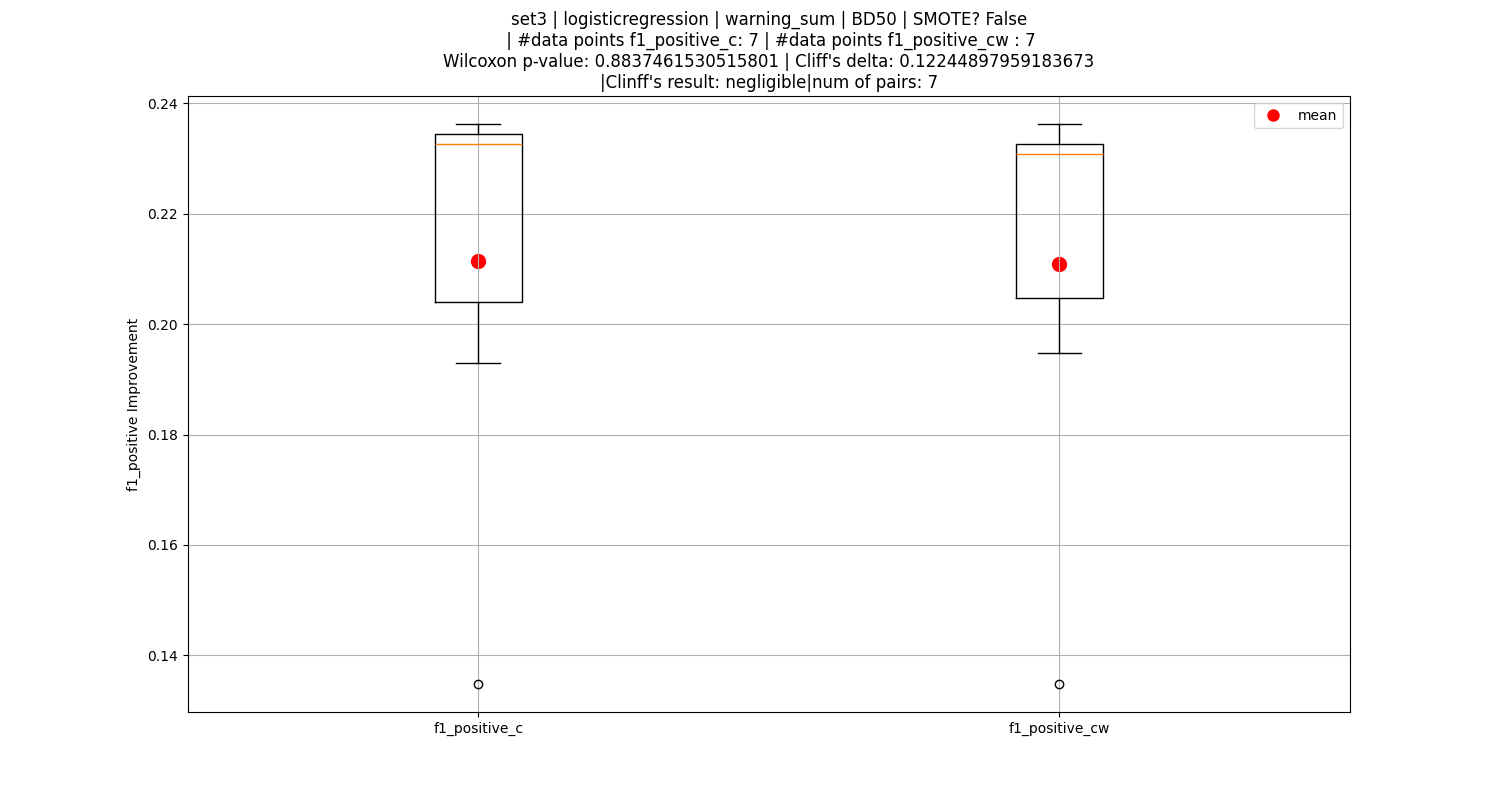 set3 | logisticregression | warning_sum | BD50 | SMOTE? False
| #data points f1_positive_c: 7 | #data points f1_positive_cw : 7
Wilcoxon p-value: 0.8837461530515801 | Cliff's delta: 0.12244897959183673
|Clinff's result: negligible|num of pairs: 7
mean
f1_positive Improvement
0.24
0.22
0.20
0.18
0.16
0.14
f1_positive_c
f1_positive_cw